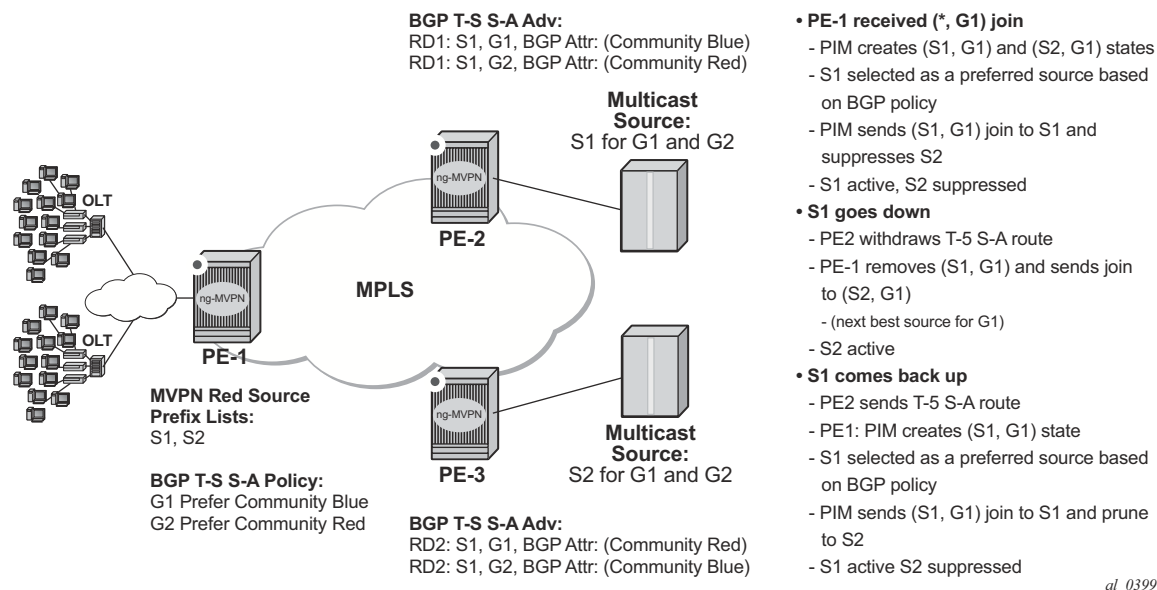 BGP T-S S-A Adv:
RD1: S1, G1, BGP Attr: (Community Blue)
RD1: S1, G2, BGP Attr: (Community Red)
Multicast
Source:
S1 for G1 and G2
ng-MVPN
PE-2
OLT
OLT
ng-MVPN
PE-1
MPLS
MVPN Red Source
Prefix Lists:
S1, S2
BGP T-S S-A Policy:
G1 Prefer Community Blue
G2 Prefer Community Red
ng-MVPN
PE-3
Multicast
Source:
S2 for G1 and G2
BGP T-S S-A Adv:
RD2: S1, G1, BGP Attr: (Community Red)
RD2: S1, G2, BGP Attr: (Community Blue)
• PE-1 received (*, G1) join
- PIM creates (S1, G1) and (S2, G1) states
- S1 selected as a preferred source based
on BGP policy
- PIM sends (S1, G1) join to S1 and
suppresses S2
- S1 active, S2 suppressed
• S1 goes down
- PE2 withdraws T-5 S-A route
- PE-1 removes (S1, G1) and sends join
to (S2, G1)
- (next best source for G1)
- S2 active
• S1 comes back up
- PE2 sends T-5 S-A route
- PE1: PIM creates (S1, G1) state
- S1 selected as a preferred source based
on BGP policy
- PIM sends (S1, G1) join to S1 and prune
to S2
- S1 active S2 suppressed
al_0399